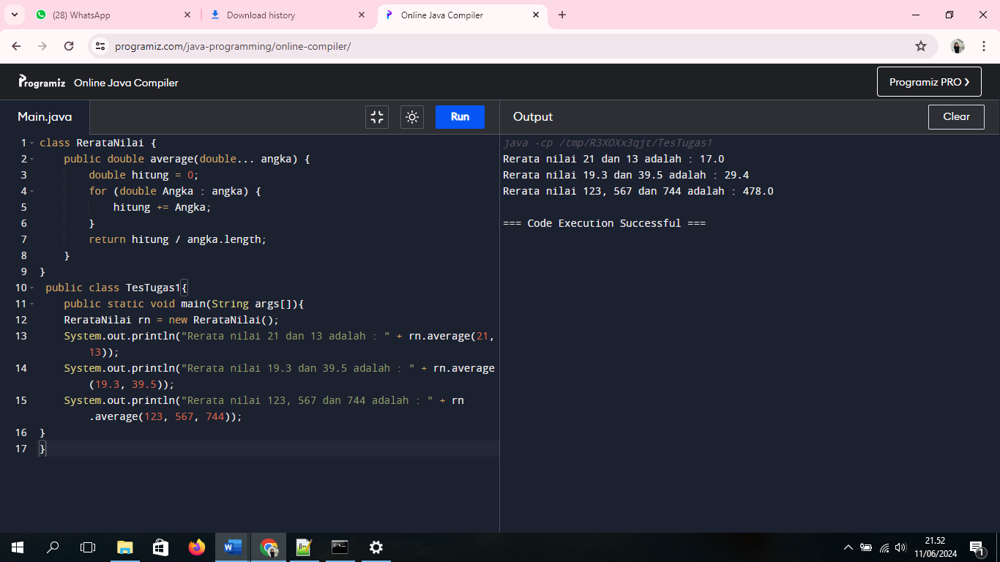 (28) WhatsApp
Download history
Online Java Compiler
programiz.com/java-programming/online-compiler/
Programiz Online Java Compiler
Programiz PRO
Main.java
Run
Output
Clear
1 class RerataNilai {
2 public double average(double... angka) {
3 double hitung = 0;
4 for (double Angka : angka) {
5 hitung += Angka;
6 }
7 return hitung / angka.length;
8 }
9 }
10 public class TesTugas1{
11 public static void main(String args[]){
12 RerataNilai rn = new RerataNilai();
13 System.out.println("Rerata nilai 21 dan 13 adalah : " + rn.average(21,
13));
14 System.out.println("Rerata nilai 19.3 dan 39.5 adalah : " + rn.average
(19.3, 39.5));
15 System.out.println("Rerata nilai 123, 567 dan 744 adalah : " + rn
.average(123, 567, 744));
16 }
17 }
java -cp /tmp/R3XOXx3qjt/TesTugas1
Rerata nilai 21 dan 13 adalah : 17.0
Rerata nilai 19.3 dan 39.5 adalah : 29.4
Rerata nilai 123, 567 dan 744 adalah : 478.0
=== Code Execution Successful ===
21.52
11/06/2024
1